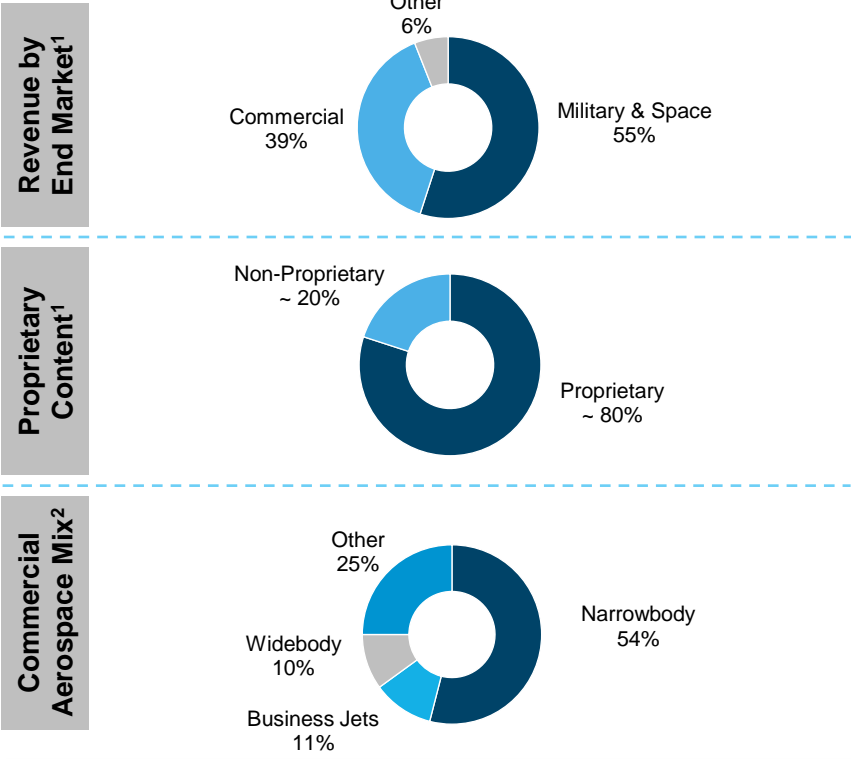 Revenue by
End Market¹
Other
6%
Commercial
39%
Military & Space
55%
Proprietary
Content¹
Non-Proprietary
~ 20%
Proprietary
~ 80%
Commercial
Aerospace Mix²
Other
25%
Narrowbody
54%
Widebody
10%
Business Jets
11%